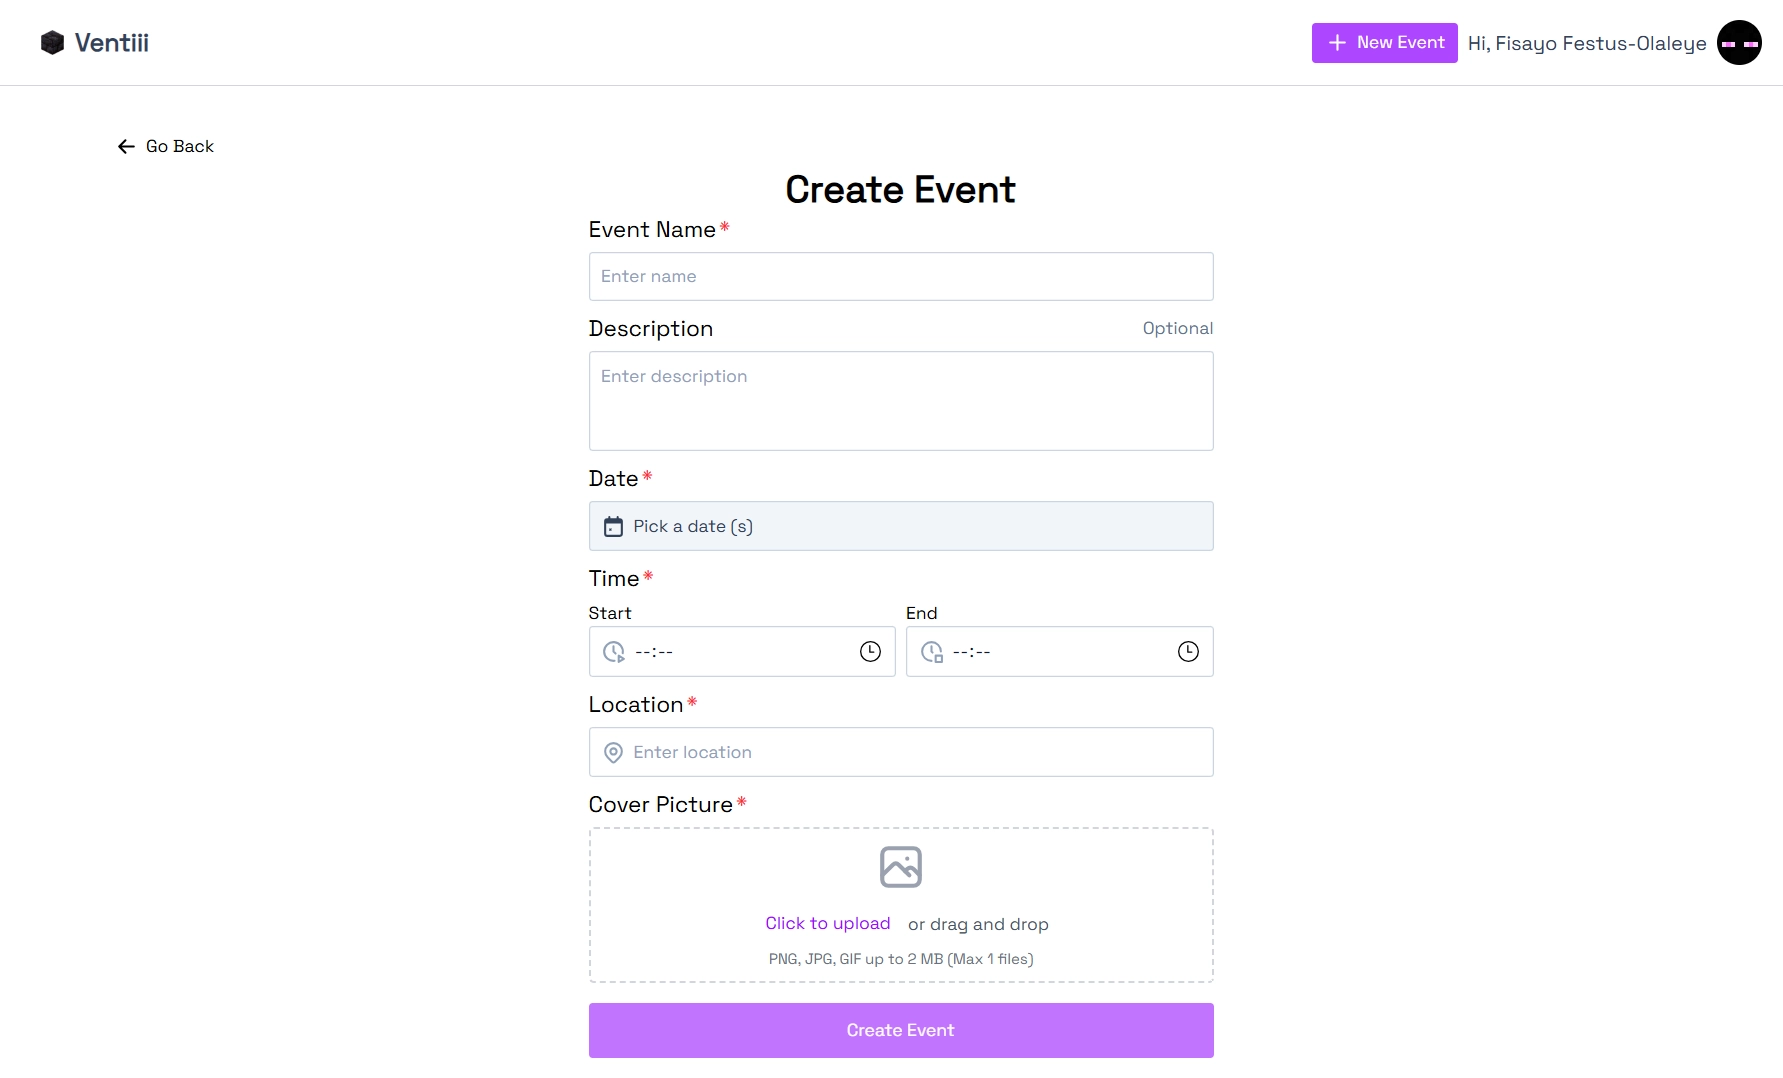 Ventiii
New Event
Hi, Fisayo Festus-Olaleye
Go Back
Create Event
Event Name*
Enter name
Description
Optional
Enter description
Date*
Pick a date (s)
Time*
Start
End
--:--
--:--
Location*
Enter location
Cover Picture*
Click to upload or drag and drop
PNG, JPG, GIF up to 2 MB (Max 1 files)
Create Event